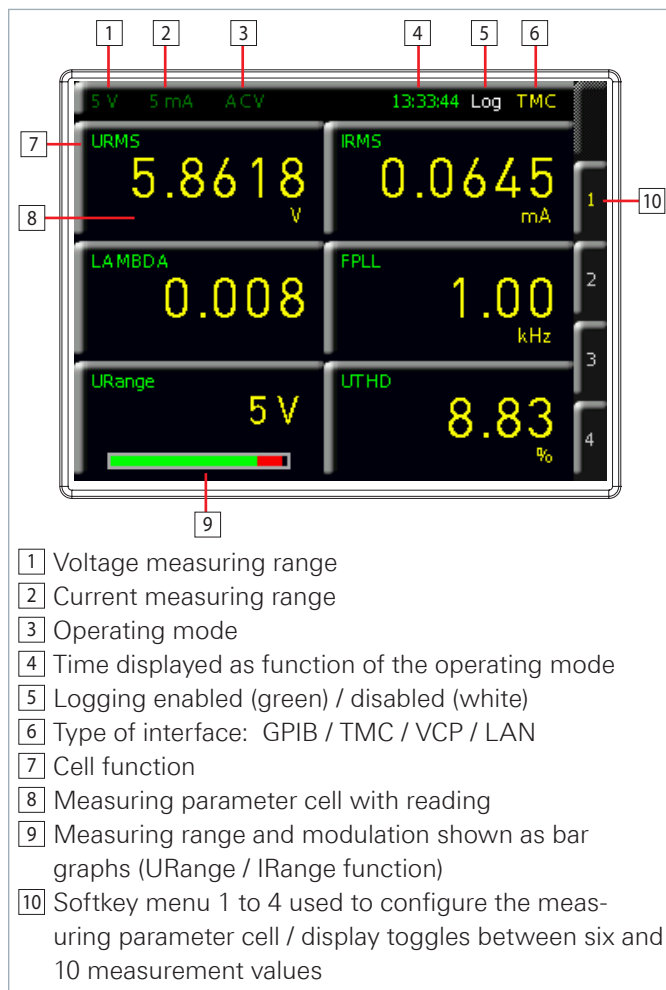 1 2 3 4 5 6
5 V 5 mA ACV 13:33:44 Log TMC
7
URMS
5.8618
V
IRMS
0.0645
mA
8
1
10
LAMBDA
0.008
FPLL
1.00
kHz
2
3
URange
5 V
UTHD
8.83
%
4
9
1 Voltage measuring range
2 Current measuring range
3 Operating mode
4 Time displayed as function of the operating mode
5 Logging enabled (green) / disabled (white)
6 Type of interface: GPIB / TMC / VCP / LAN
7 Cell function
8 Measuring parameter cell with reading
9 Measuring range and modulation shown as bar
graphs (URange / IRange function)
10 Softkey menu 1 to 4 used to configure the meas-
uring parameter cell / display toggles between six and
10 measurement values